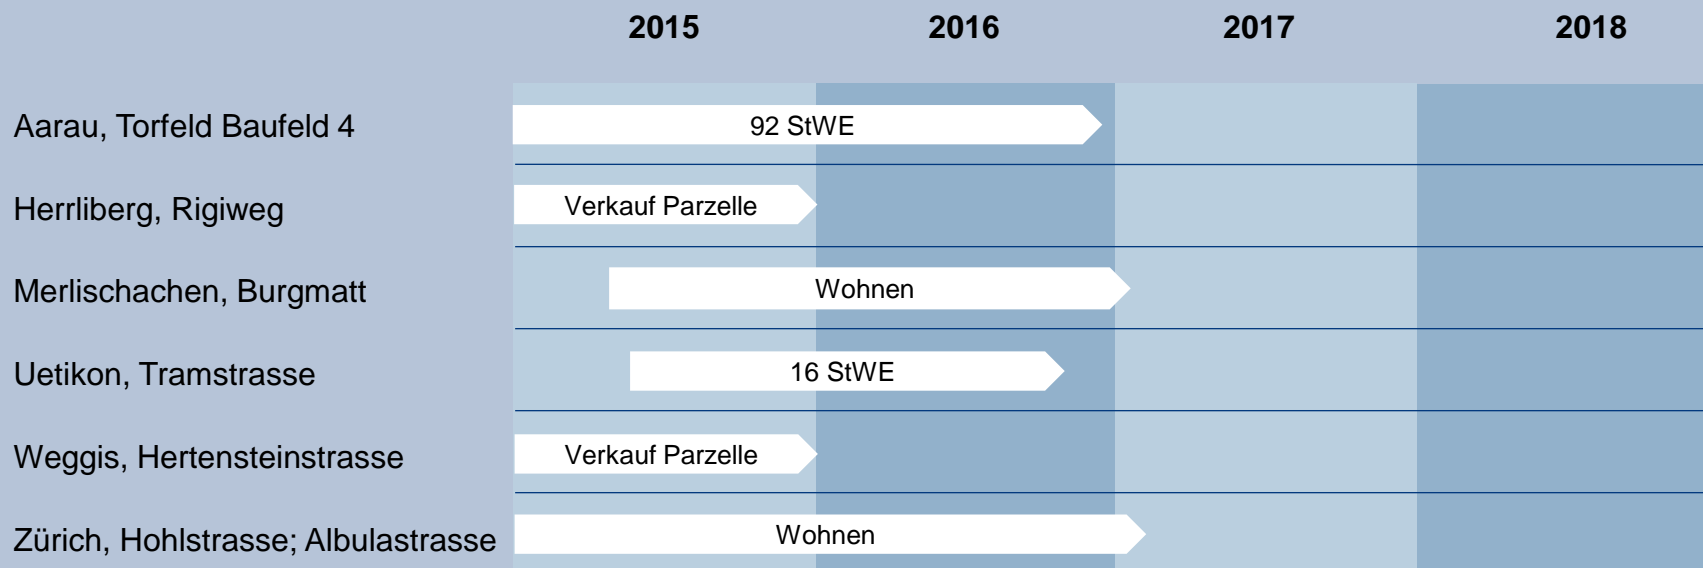 2015 2016 2017 2018
Aarau, Torfeld Baufeld 4 92 StWE
Herrliberg, Rigiweg Verkauf Parzelle
Merlischachen, Burgmatt Wohnen
Uetikon, Tramstrasse 16 StWE
Weggis, Hertensteinstrasse Verkauf Parzelle
Zürich, Hohlstrasse; Albulastrasse Wohnen